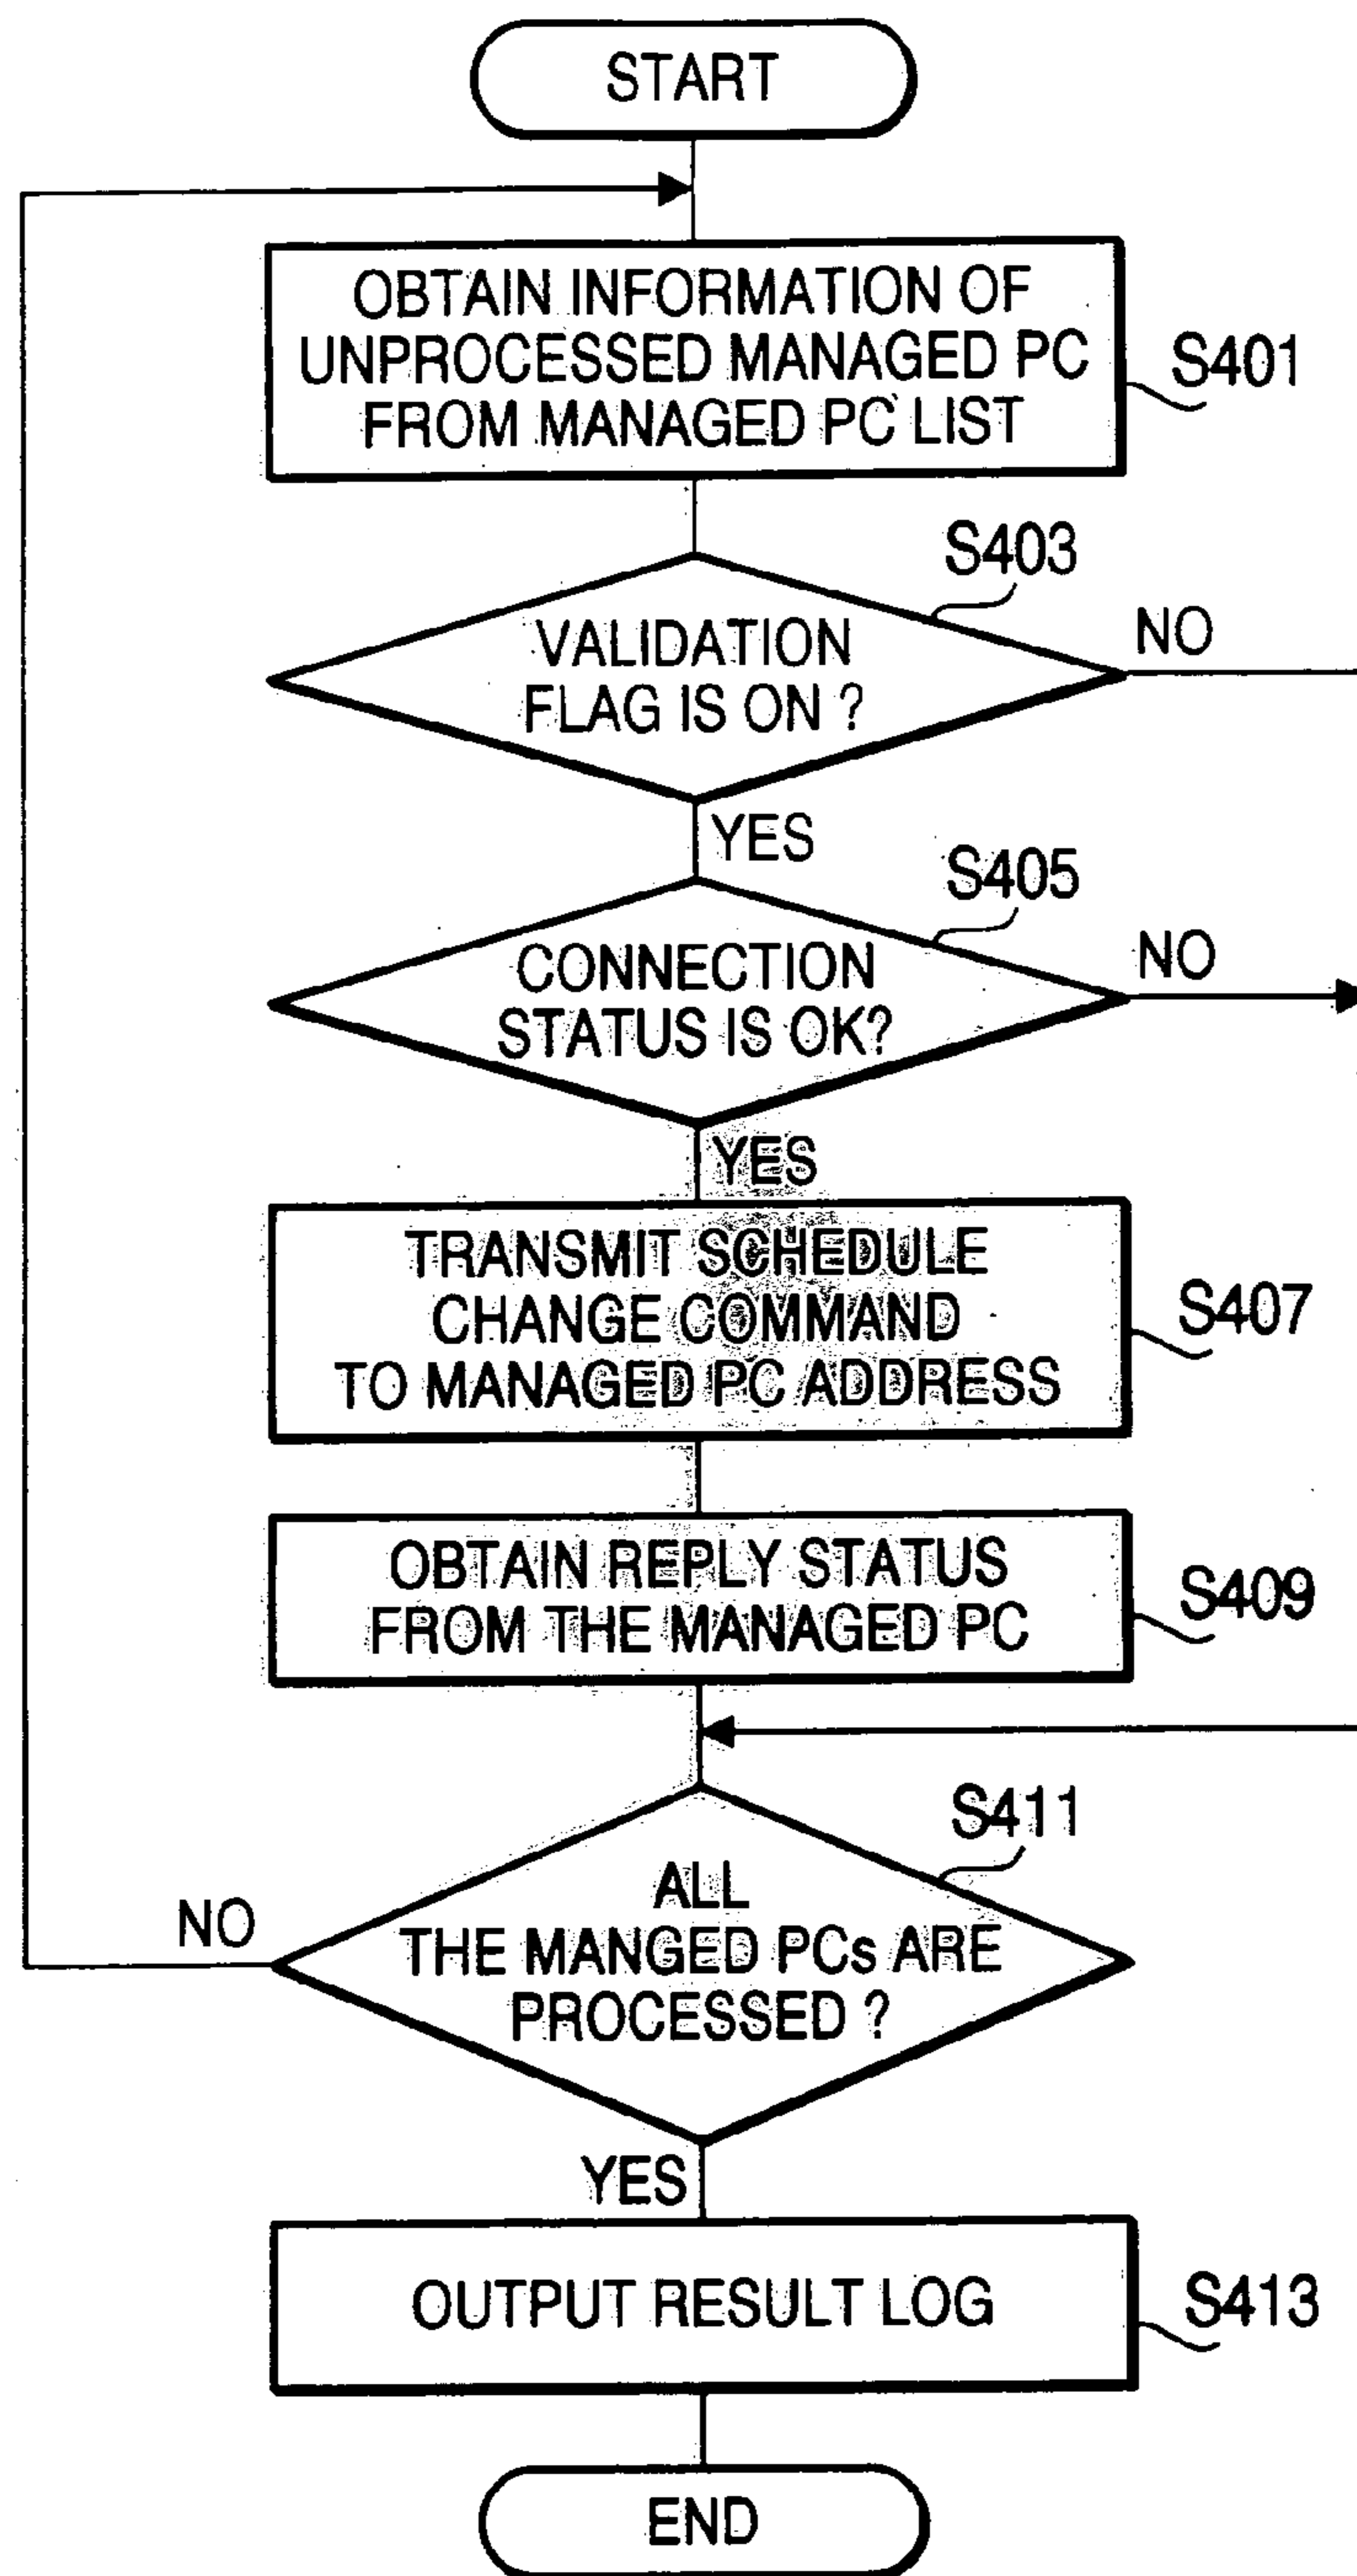 START
OBTAIN INFORMATION OF
UNPROCESSED MANAGED PC
FROM MANAGED PC LIST
S401
S403
VALIDATION
FLAG IS ON ?
NO
YES
S405
CONNECTION
STATUS IS OK?
NO
YES
TRANSMIT SCHEDULE
CHANGE COMMAND
TO MANAGED PC ADDRESS
S407
OBTAIN REPLY STATUS
FROM THE MANAGED PC
S409
S411
ALL
THE MANGED PCs ARE
PROCESSED ?
NO
YES
OUTPUT RESULT LOG
S413
END